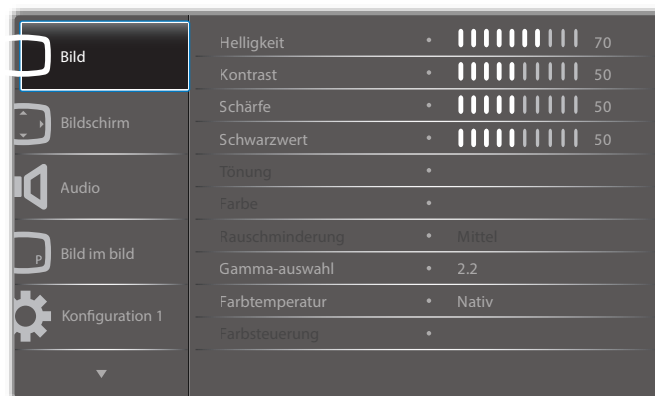 Bild
Bildschirm
Audio
P
Bild im bild
Konfiguration 1
Helligkeit • 70
Kontrast • 50
Schärfe • 50
Schwarzwert • 50
Tönung •
Farbe •
Rauschminderung • Mittel
Gamma-auswahl • 2.2
Farbtemperatur • Nativ
Farbsteuerung •